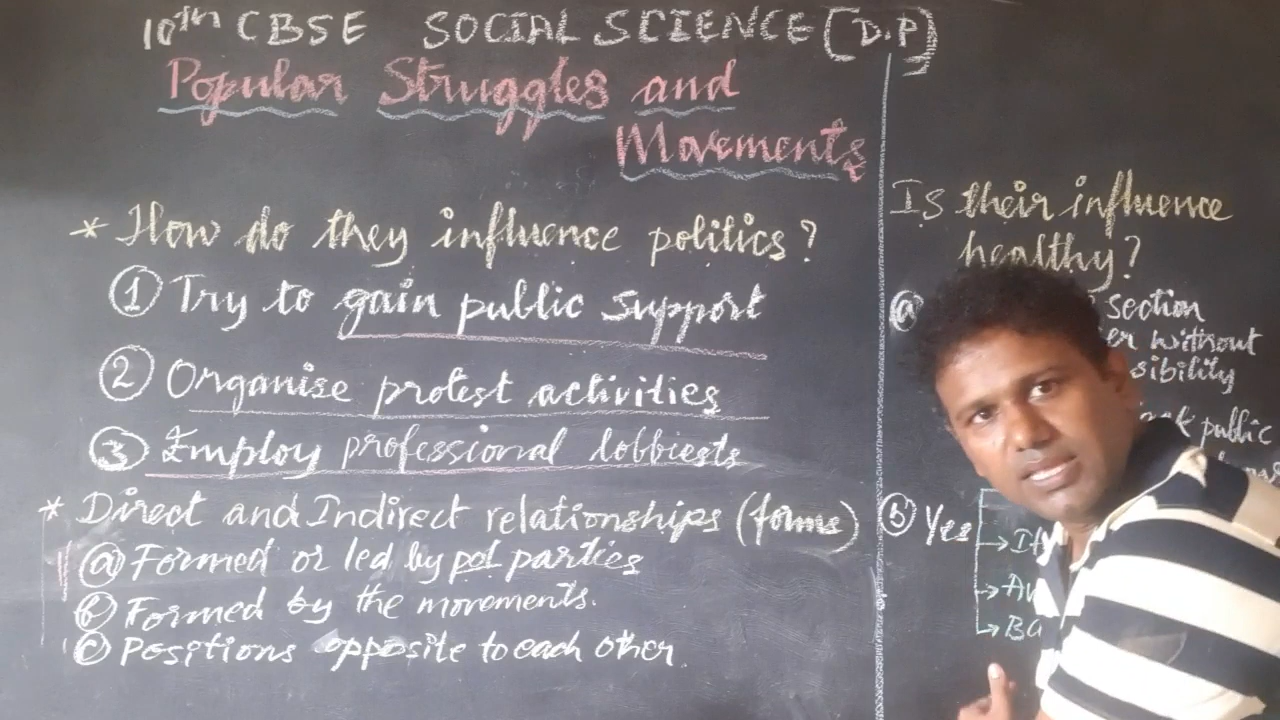 10th CBSE SOCIAL SCIENCE [D.P]
Popular Struggles and
Movements
* How do they influence politics?
① Try to gain public support
② Organise protest activities
③ Employ professional lobbiests
* Direct and Indirect relationships (forms)
ⓐ Formed or led by pol parties
ⓑ Formed by the movements.
ⓒ Positions opposite to each other
Is their influence
healthy?
ⓐ section
without
public
ⓑ Yes